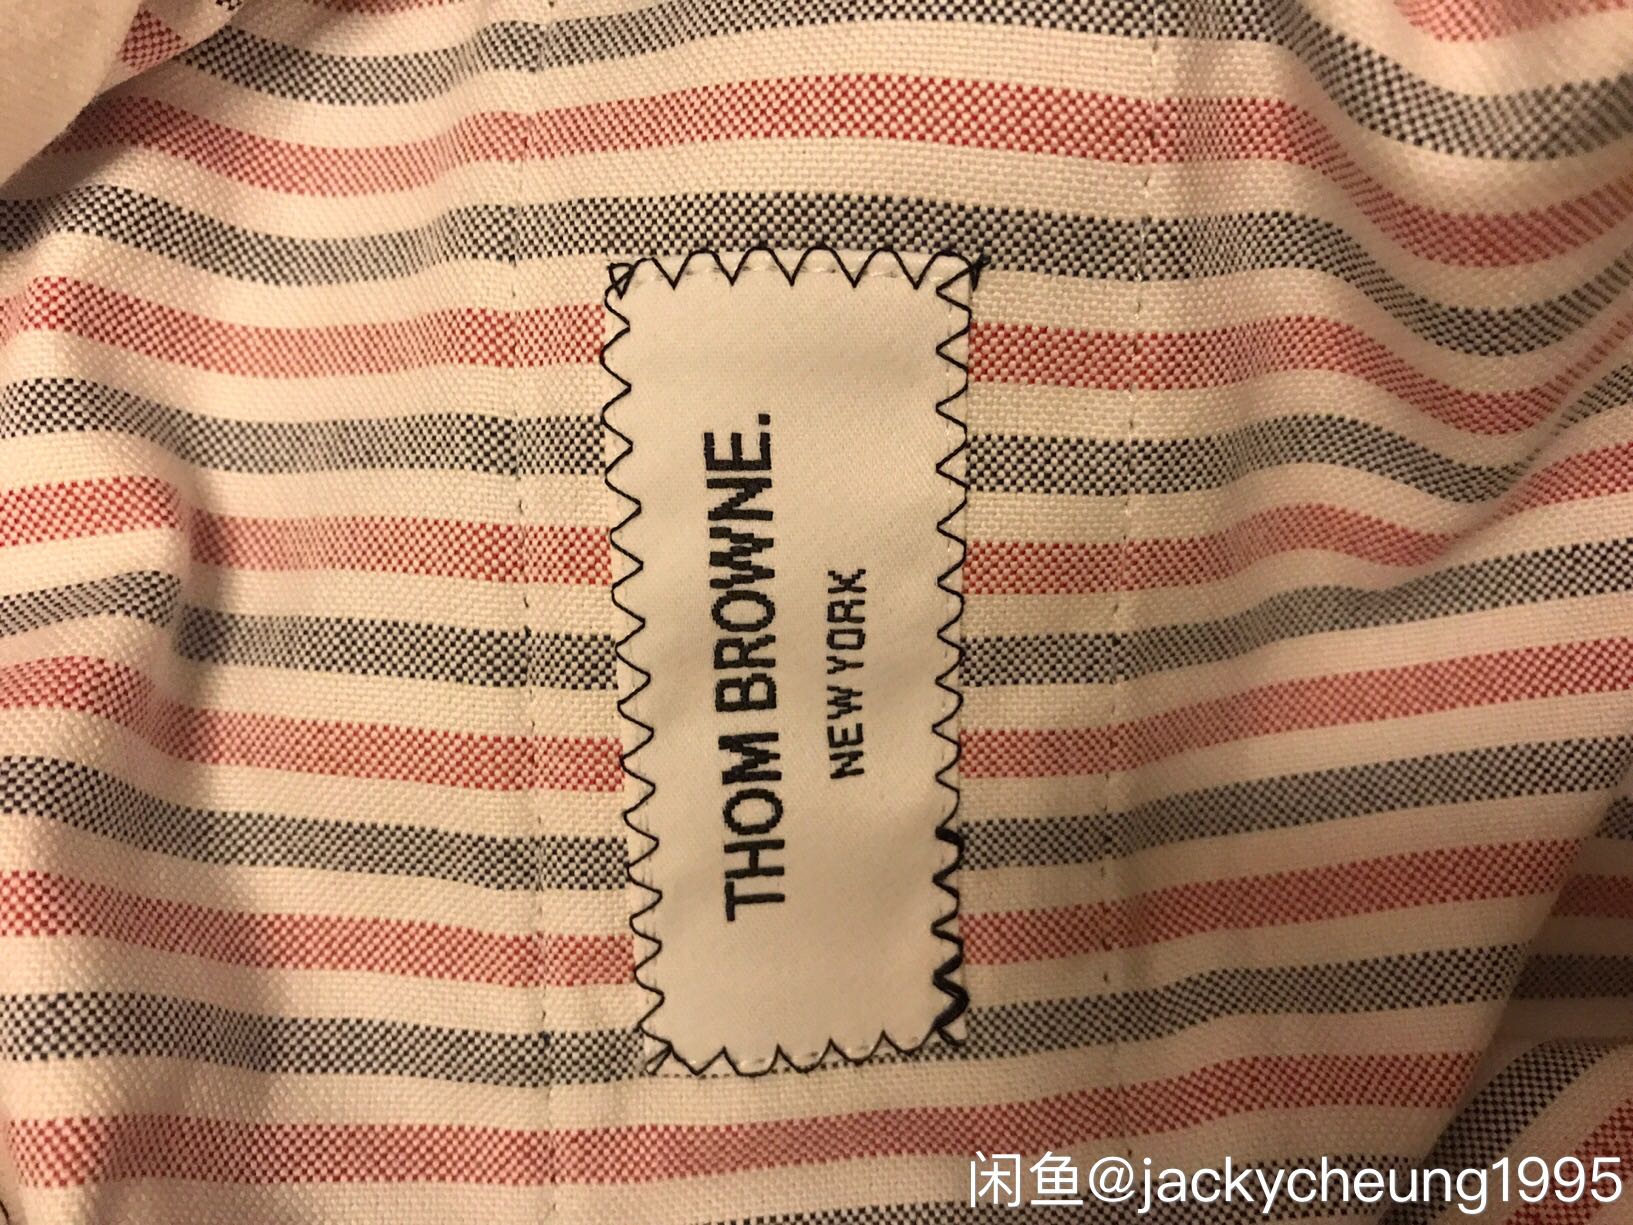 THOM BROWNE.
NEW YORK
闲鱼@jackycheung1995